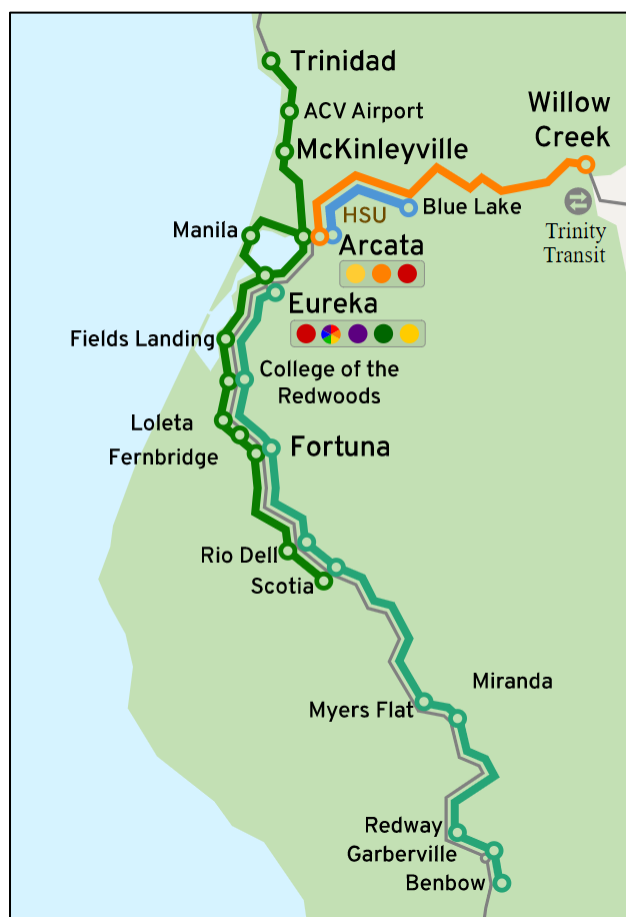 Trinidad
ACV Airport
McKinleyville
Willow
Creek
Blue Lake
HSU
Manila
Arcata
Trinity
Transit
Eureka
Fields Landing
College of the
Redwoods
Loleta
Fortuna
Fernbridge
Rio Dell
Scotia
Miranda
Myers Flat
Redway
Garberville
Benbow